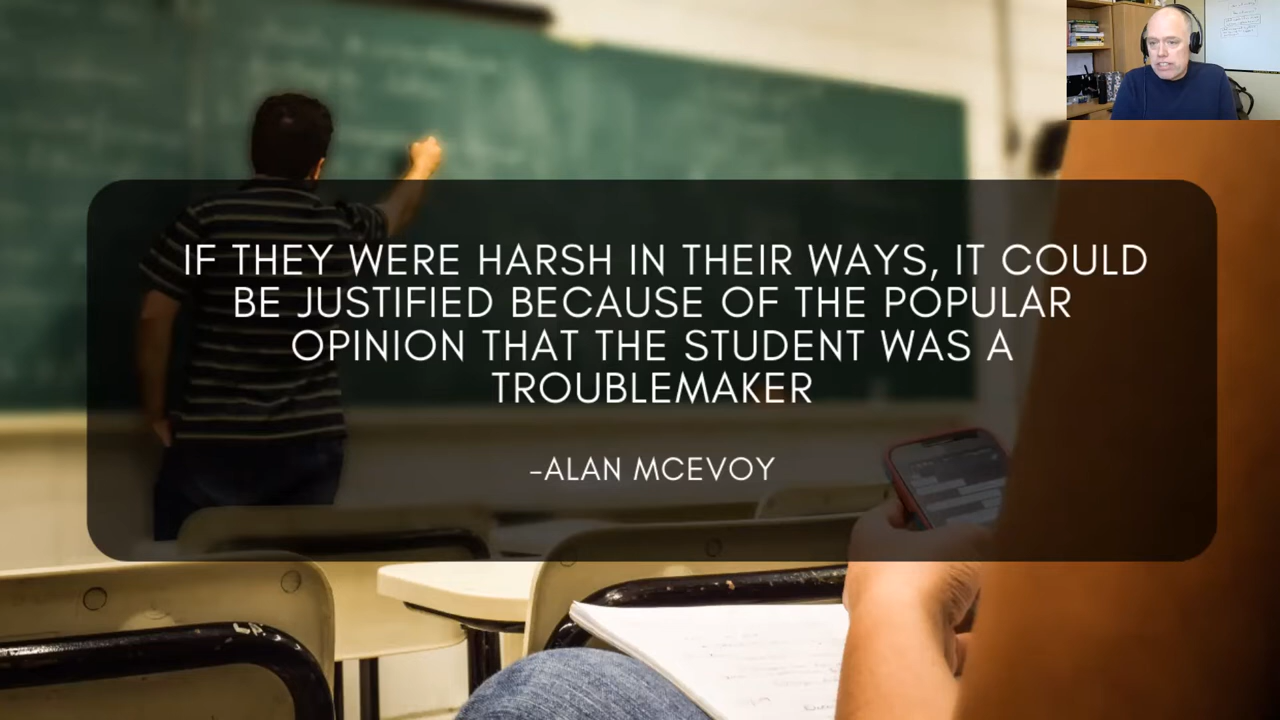 IF THEY WERE HARSH IN THEIR WAYS, IT COULD
BE JUSTIFIED BECAUSE OF THE POPULAR
OPINION THAT THE STUDENT WAS A
TROUBLEMAKER
-ALAN MCEVOY